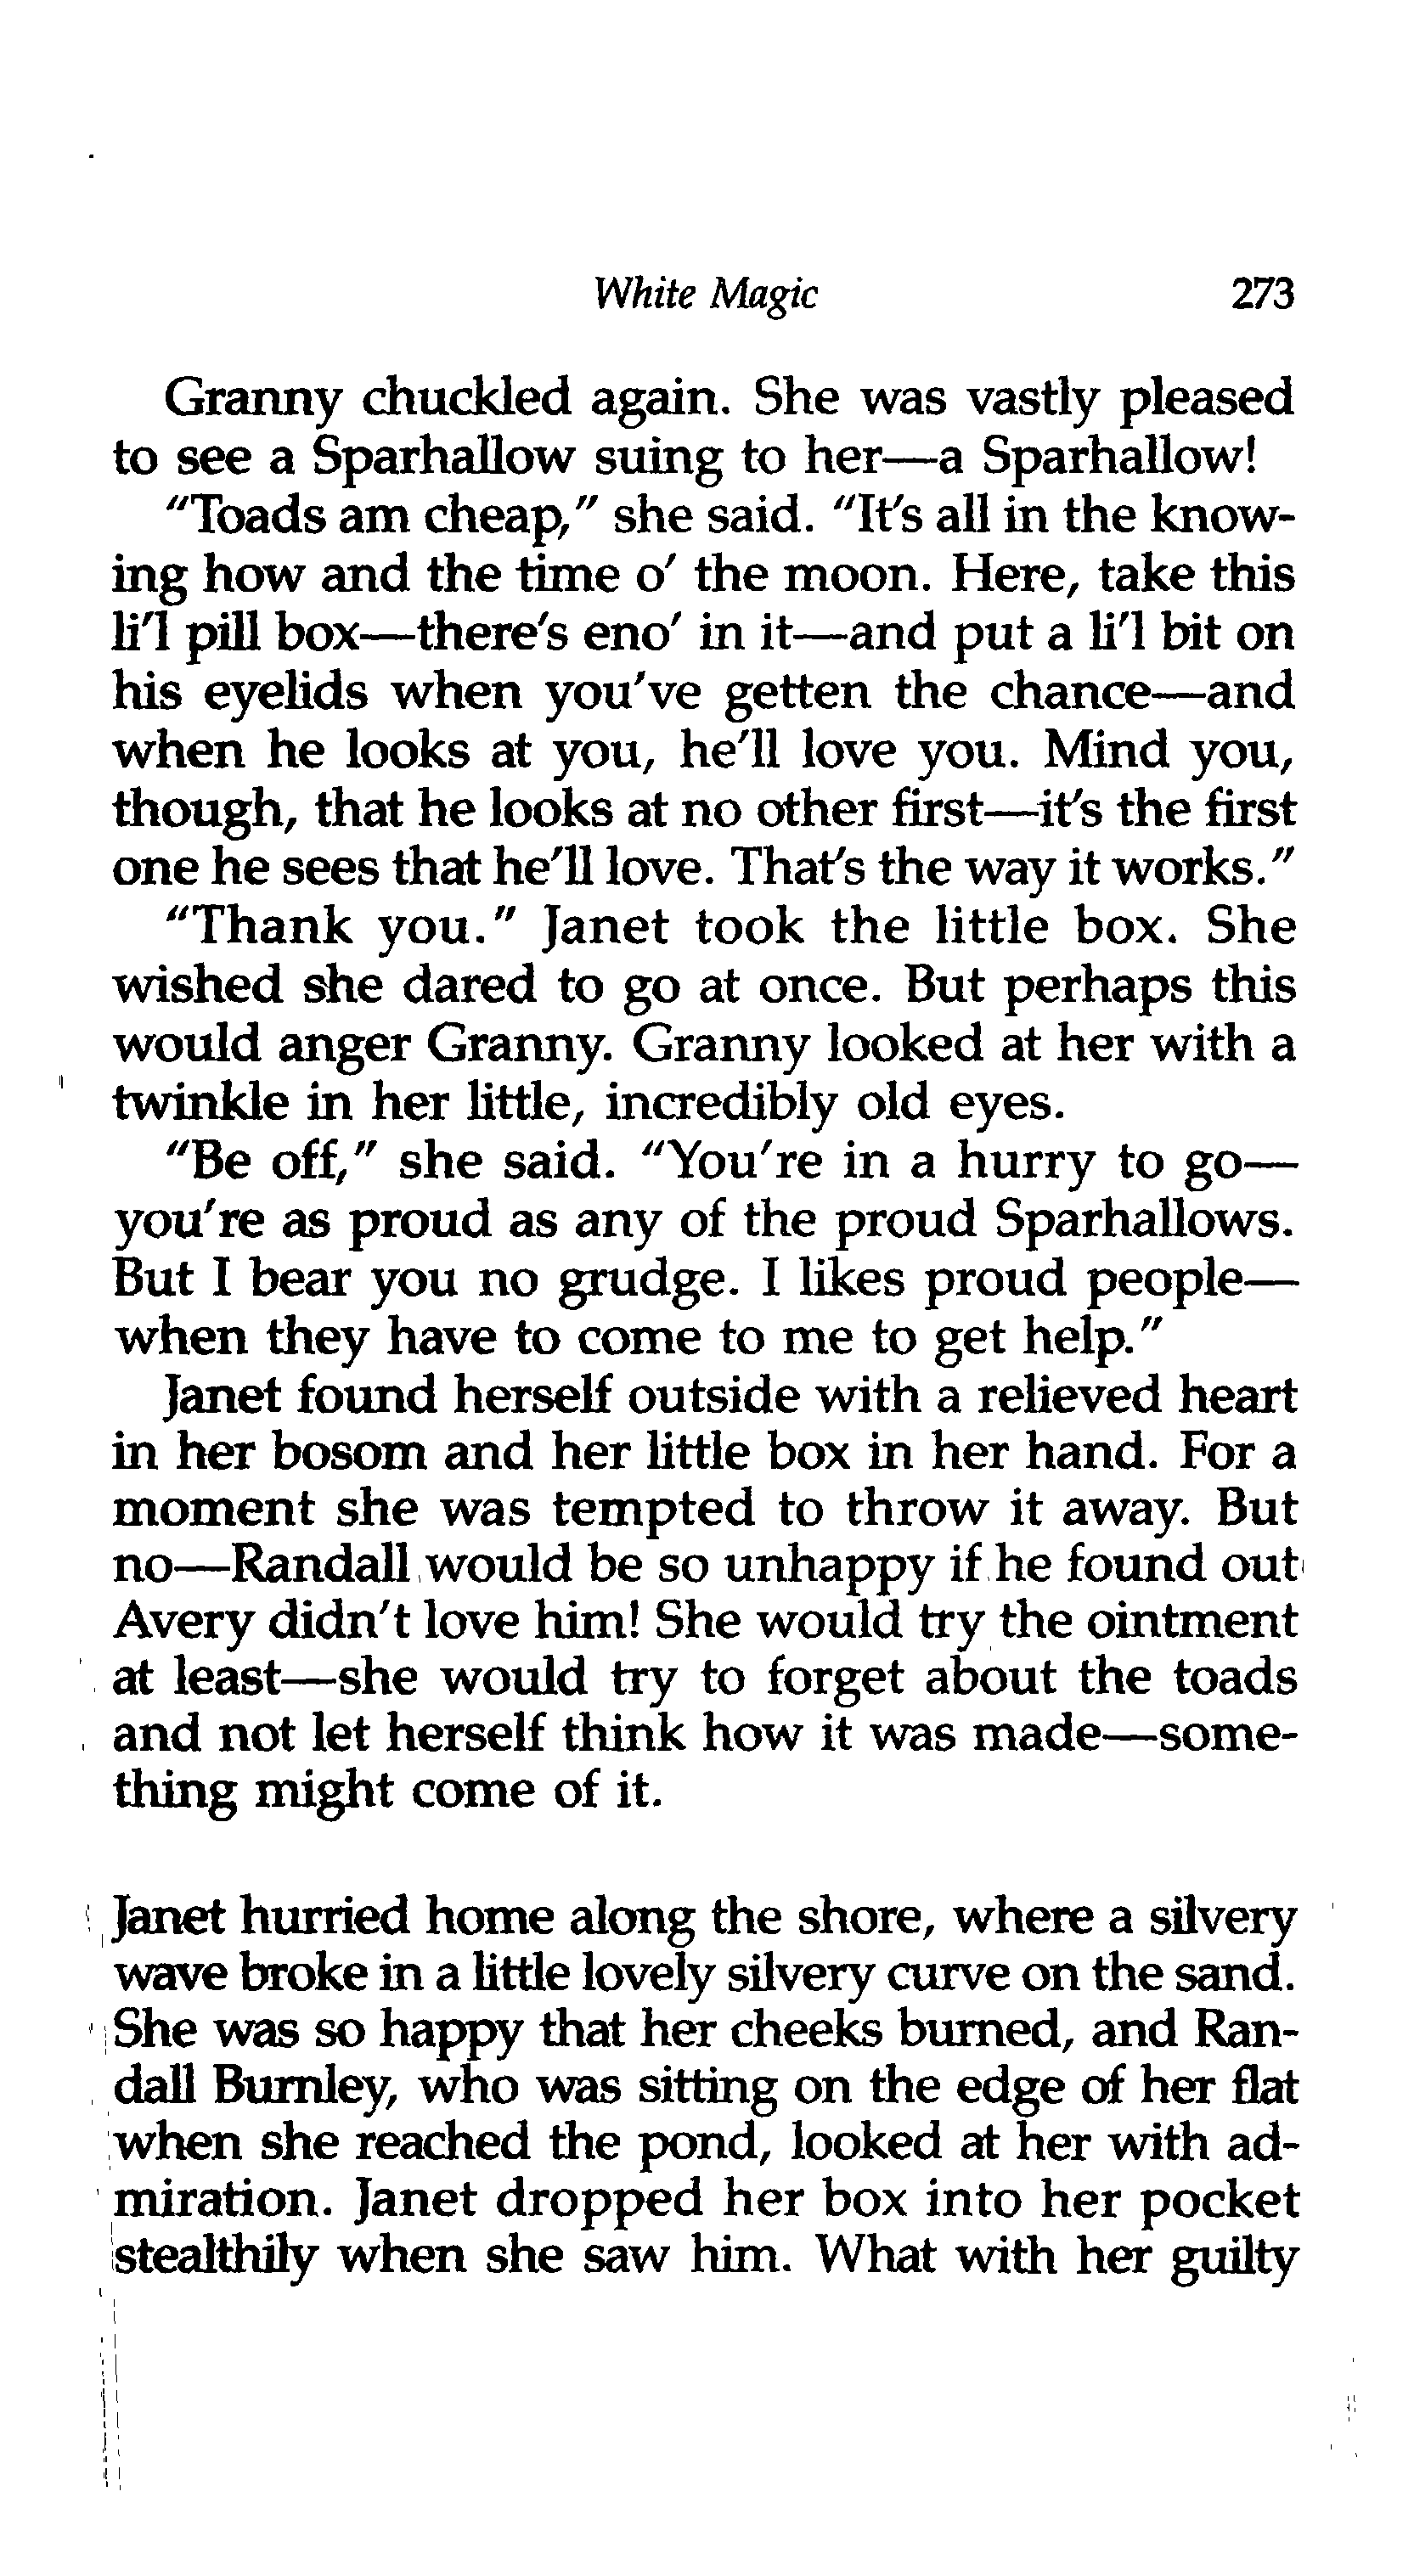 White Magic 273
Granny chuckled again. She was vastly pleased
to see a Sparhallow suing to her—a Sparhallow!
"Toads am cheap," she said. "It's all in the know-
ing how and the time o' the moon. Here, take this
li'l pill box—there's eno' in it—and put a li'l bit on
his eyelids when you've getten the chance—and
when he looks at you, he'll love you. Mind you,
though, that he looks at no other first—it's the first
one he sees that he'll love. That's the way it works."
"Thank you." Janet took the little box. She
wished she dared to go at once. But perhaps this
would anger Granny. Granny looked at her with a
twinkle in her little, incredibly old eyes.
"Be off," she said. "You're in a hurry to go—
you're as proud as any of the proud Sparhallows.
But I bear you no grudge. I likes proud people—
when they have to come to me to get help."
Janet found herself outside with a relieved heart
in her bosom and her little box in her hand. For a
moment she was tempted to throw it away. But
no—Randall would be so unhappy if he found out
Avery didn't love him! She would try the ointment
at least—she would try to forget about the toads
and not let herself think how it was made—some-
thing might come of it.
Janet hurried home along the shore, where a silvery
wave broke in a little lovely silvery curve on the sand.
She was so happy that her cheeks burned, and Ran-
dall Burnley, who was sitting on the edge of her flat
when she reached the pond, looked at her with ad-
miration. Janet dropped her box into her pocket
stealthily when she saw him. What with her guilty